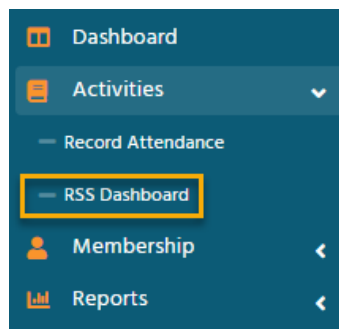 Dashboard
Activities
Record Attendance
RSS Dashboard
Membership
Reports